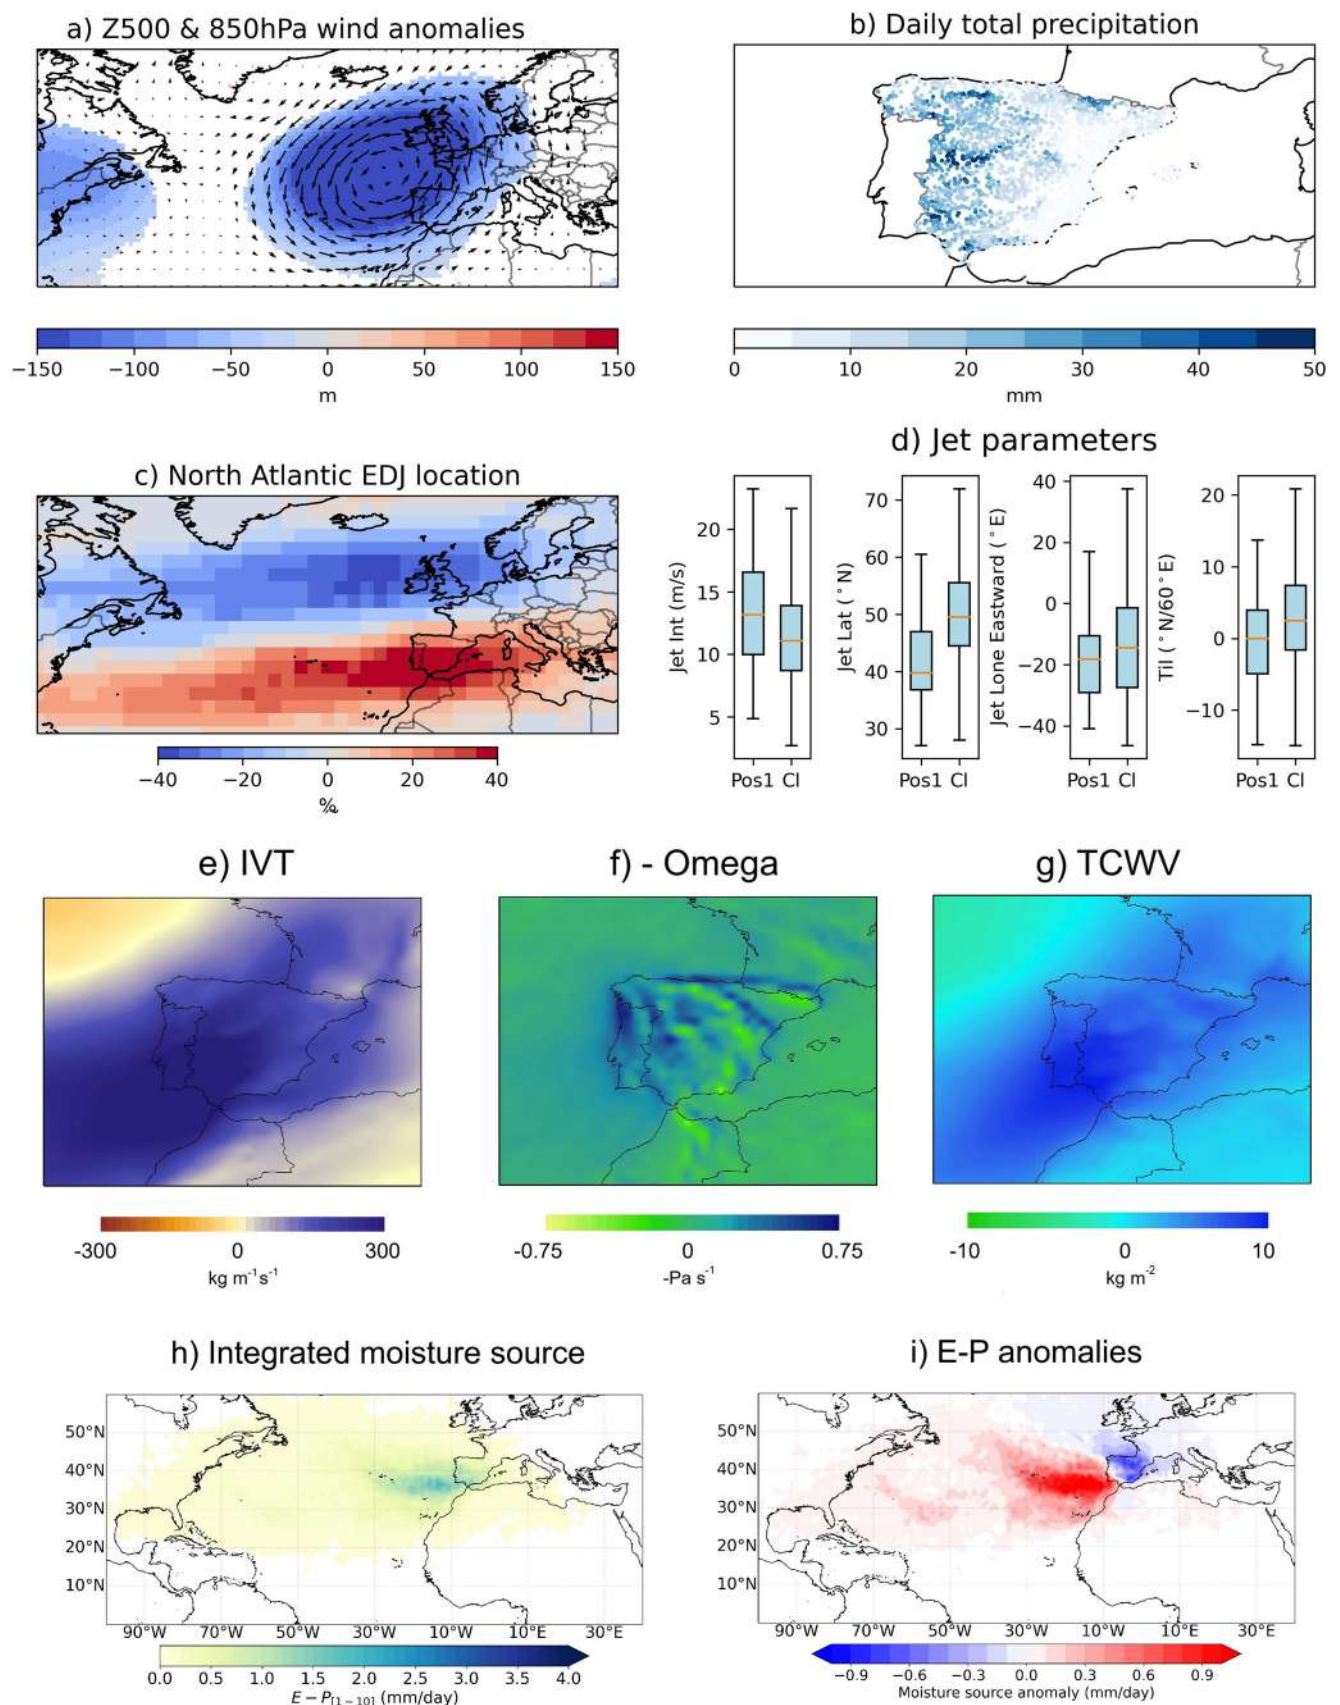 a) Z500 & 850hPa wind anomalies
−150 −100 −50 0 50 100 150
m
b) Daily total precipitation
0 10 20 30 40 50
mm
c) North Atlantic EDJ location
−40 −20 0 20 40
d) Jet parameters
Jet Int (m/s)
20
15
10
5
Pos1 Cl
Jet Lat (°N)
70
60
50
40
30
Pos1 Cl
Jet Lone Eastward (°E)
40
20
0
−20
−40
Pos1 Cl
Til (°N/60°E)
20
10
0
−10
Pos1 Cl
e) IVT
-300 0 300
kg m⁻¹s⁻¹
f) - Omega
-0.75 0 0.75
-Pa s⁻¹
g) TCWV
-10 0 10
kg m⁻²
h) Integrated moisture source
50°N
40°N
30°N
20°N
10°N
90°W 70°W 50°W 30°W 10°W 10°E 30°E
0.0 0.5 1.0 1.5 2.0 2.5 3.0 3.5 4.0
E − P[1−10] (mm/day)
i) E-P anomalies
50°N
40°N
30°N
20°N
10°N
90°W 70°W 50°W 30°W 10°W 10°E 30°E
−0.9 −0.6 −0.3 0.0 0.3 0.6 0.9
Moisture source anomaly (mm/day)